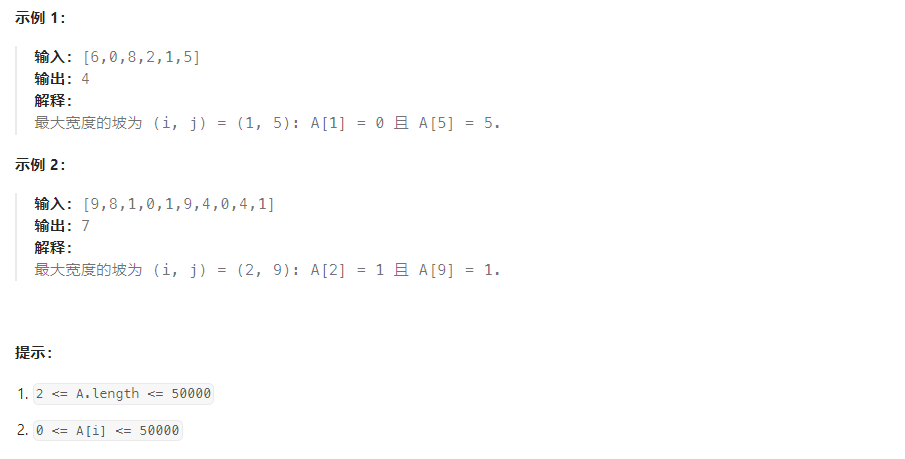 示例 1:
输入: [6,0,8,2,1,5]
输出: 4
解释:
最大宽度的坡为 (i, j) = (1, 5): A[1] = 0 且 A[5] = 5.
示例 2:
输入: [9,8,1,0,1,9,4,0,4,1]
输出: 7
解释:
最大宽度的坡为 (i, j) = (2, 9): A[2] = 1 且 A[9] = 1.
提示:
1. 2 <= A.length <= 50000
2. 0 <= A[i] <= 50000